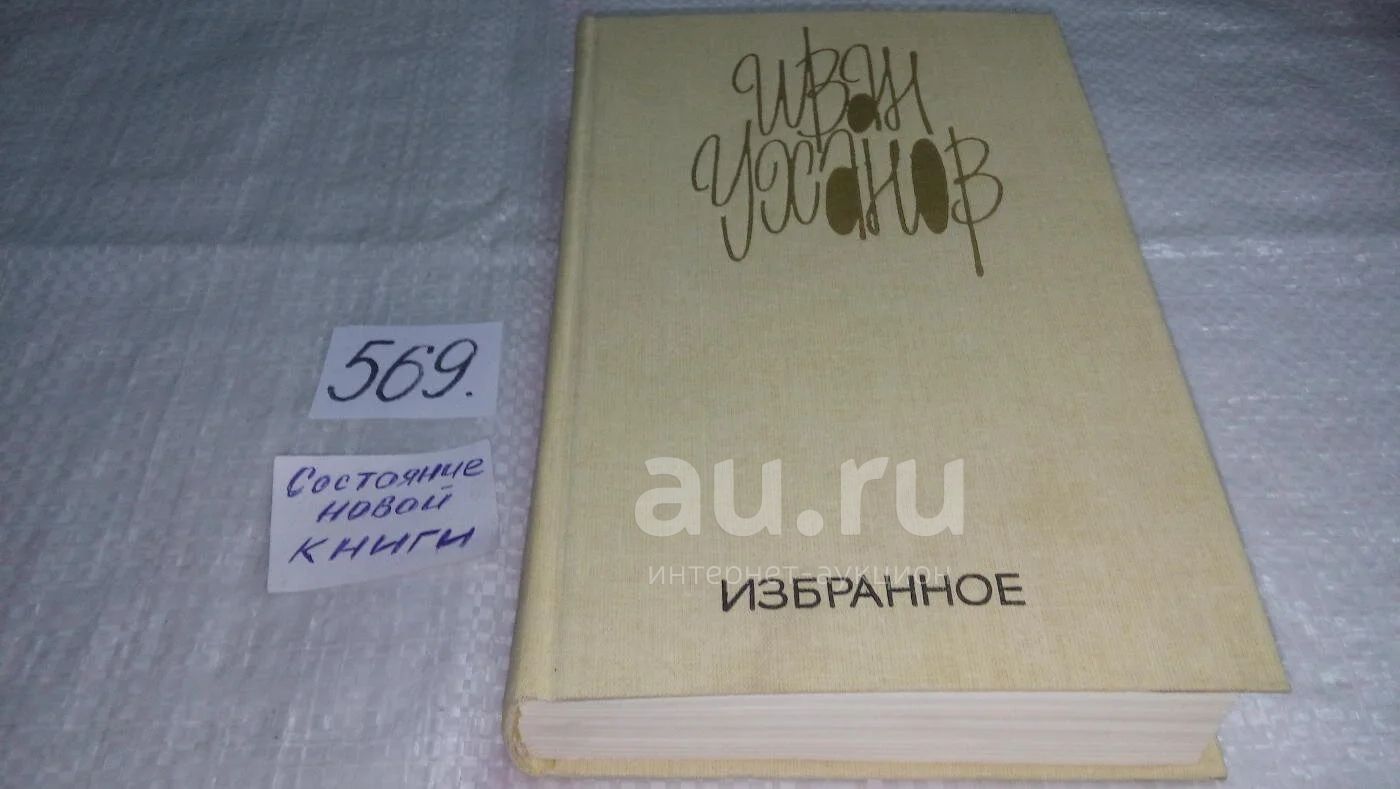 Иван
Уханов
569.
Состояние
новой
книги
au.ru
интернет-аукцион
ИЗБРАННОЕ